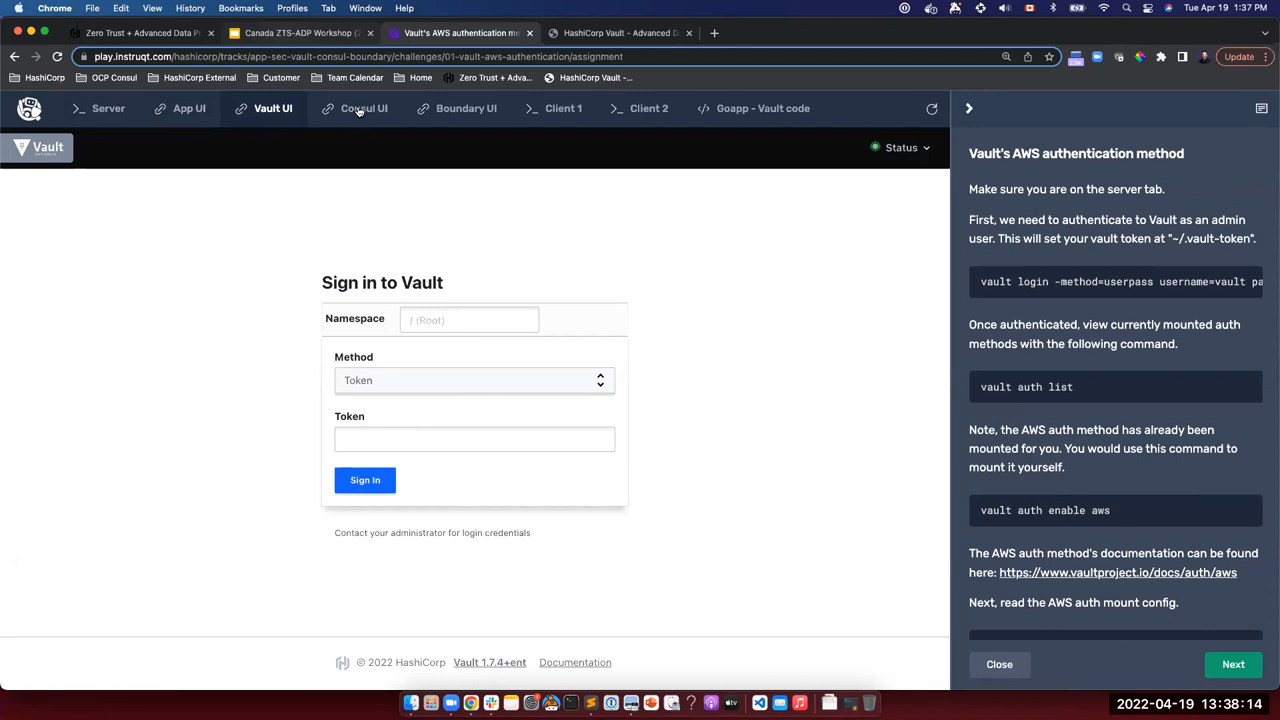 Chrome File Edit View History Bookmarks Profiles Tab Window Help Tue Apr 19 1:37 PM
Zero Trust + Advanced Data Pr × Canada ZTS-ADP Workshop (2 × Vault's AWS authentication me × HashiCorp Vault - Advanced Da × +
play.instruqt.com/hashicorp/tracks/app-sec-vault-consul-boundary/challenges/01-vault-aws-authentication/assignment Update
HashiCorp OCP Consul HashiCorp External Customer Team Calendar Home Zero Trust + Adva... HashiCorp Vault -...
Server App UI Vault UI Consul UI Boundary UI Client 1 Client 2 Goapp - Vault code
Vault Status
Sign in to Vault
Namespace / (Root)
Method
Token
Token
Sign In
Contact your administrator for login credentials
© 2022 HashiCorp Vault 1.7.4+ent Documentation
Vault's AWS authentication method
Make sure you are on the server tab.
First, we need to authenticate to Vault as an admin
user. This will set your vault token at "~/.vault-token".
vault login -method=userpass username=vault pa
Once authenticated, view currently mounted auth
methods with the following command.
vault auth list
Note, the AWS auth method has already been
mounted for you. You would use this command to
mount it yourself.
vault auth enable aws
The AWS auth method's documentation can be found
here: https://www.vaultproject.io/docs/auth/aws
Next, read the AWS auth mount config.
Close Next
2022-04-19 13:38:14